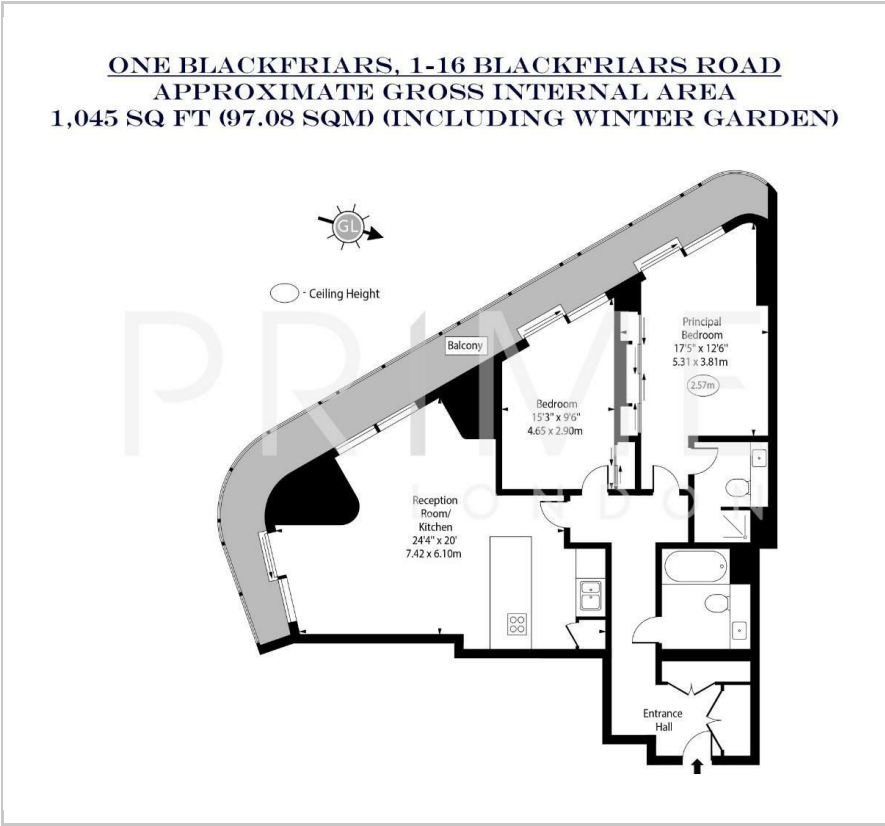 ONE BLACKFRIARS, 1-16 BLACKFRIARS ROAD
APPROXIMATE GROSS INTERNAL AREA
1,045 SQ FT (97.08 SQM) (INCLUDING WINTER GARDEN)
GL
- Ceiling Height
Balcony
Principal
Bedroom
17'5" x 12'6"
5.31 x 3.81m
2.57m
Bedroom
15'3" x 9'6"
4.65 x 2.90m
PRIME
LONDON
Reception
Room/
Kitchen
24'4" x 20'
7.42 x 6.10m
Entrance
Hall